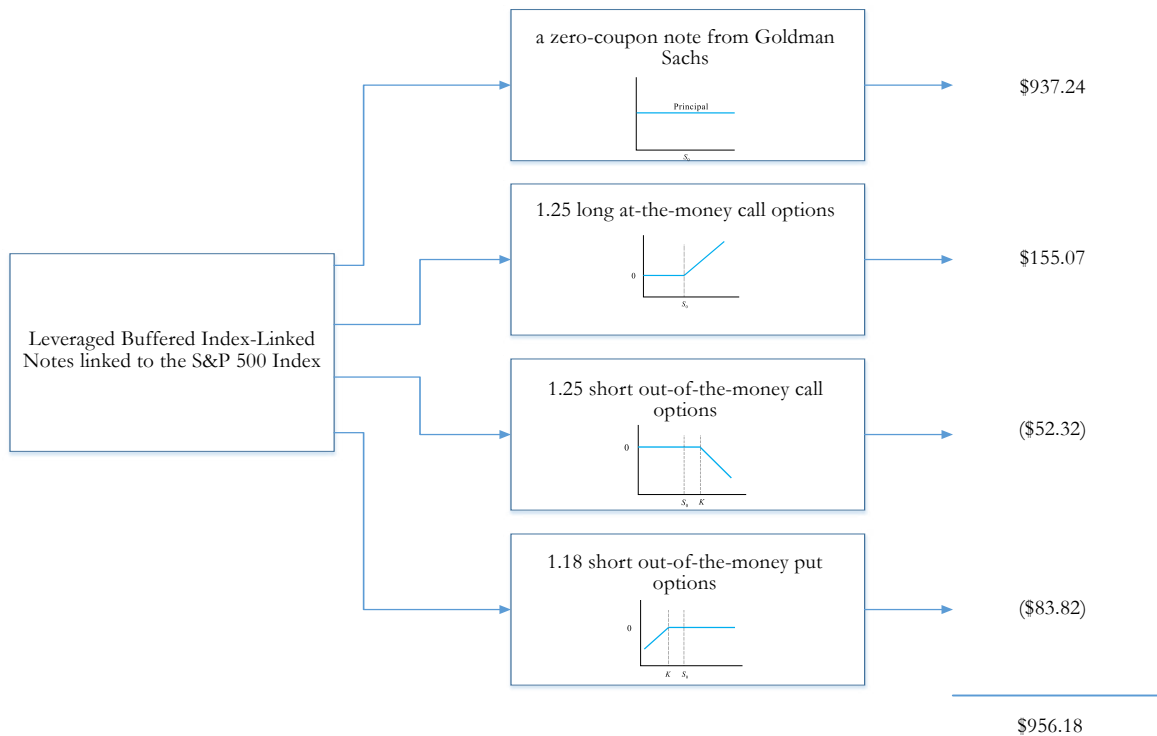 a zero-coupon note from Goldman
Sachs
Principal
S₀
$937.24
1.25 long at-the-money call options
0
S₀
$155.07
Leveraged Buffered Index-Linked
Notes linked to the S&P 500 Index
1.25 short out-of-the-money call
options
0
S₀ K
($52.32)
1.18 short out-of-the-money put
options
0
K S₀
($83.82)
$956.18